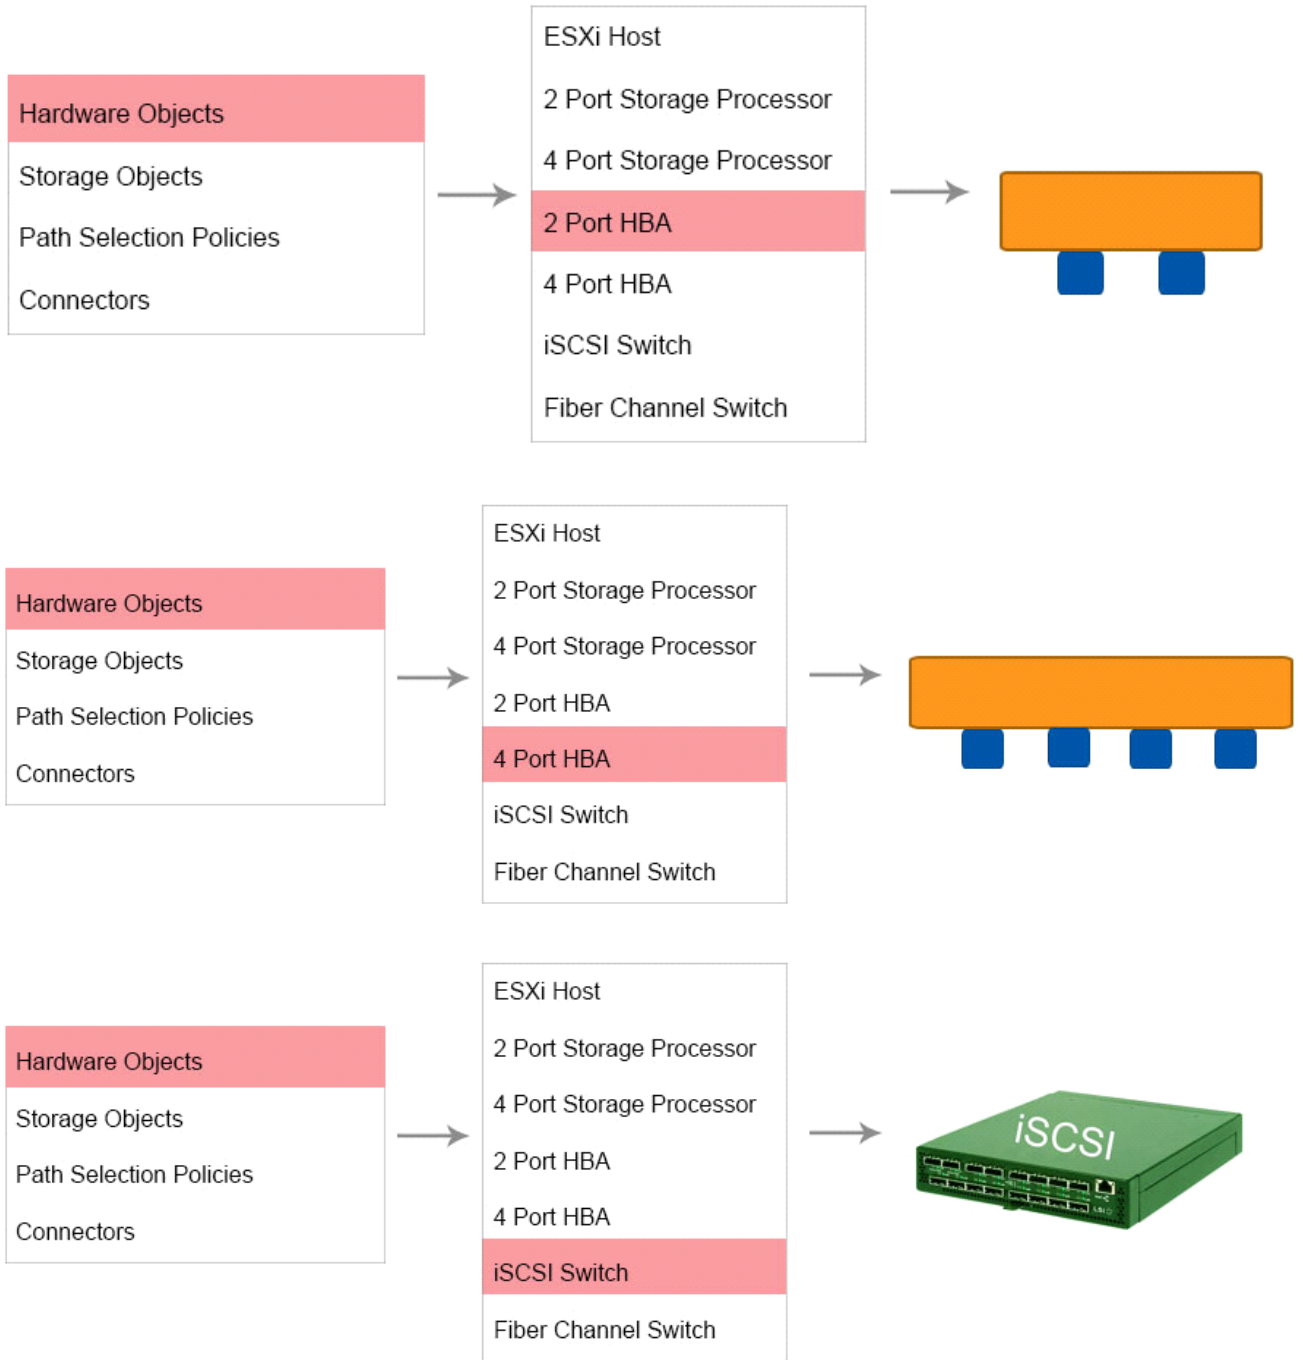 Hardware Objects
Storage Objects
Path Selection Policies
Connectors
ESXi Host
2 Port Storage Processor
4 Port Storage Processor
2 Port HBA
4 Port HBA
iSCSI Switch
Fiber Channel Switch
Hardware Objects
Storage Objects
Path Selection Policies
Connectors
ESXi Host
2 Port Storage Processor
4 Port Storage Processor
2 Port HBA
4 Port HBA
iSCSI Switch
Fiber Channel Switch
Hardware Objects
Storage Objects
Path Selection Policies
Connectors
ESXi Host
2 Port Storage Processor
4 Port Storage Processor
2 Port HBA
4 Port HBA
iSCSI Switch
Fiber Channel Switch
iSCSI
LSI